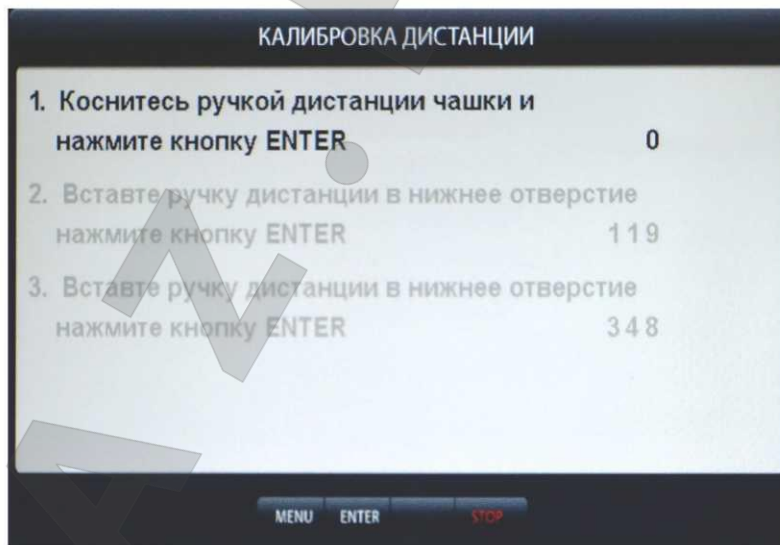 КАЛИБРОВКА ДИСТАНЦИИ
1. Коснитесь ручкой дистанции чашки и
нажмите кнопку ENTER 0
2. Вставте ручку дистанции в нижнее отверстие
нажмите кнопку ENTER 119
3. Вставте ручку дистанции в нижнее отверстие
нажмите кнопку ENTER 348
MENU ENTER STOP